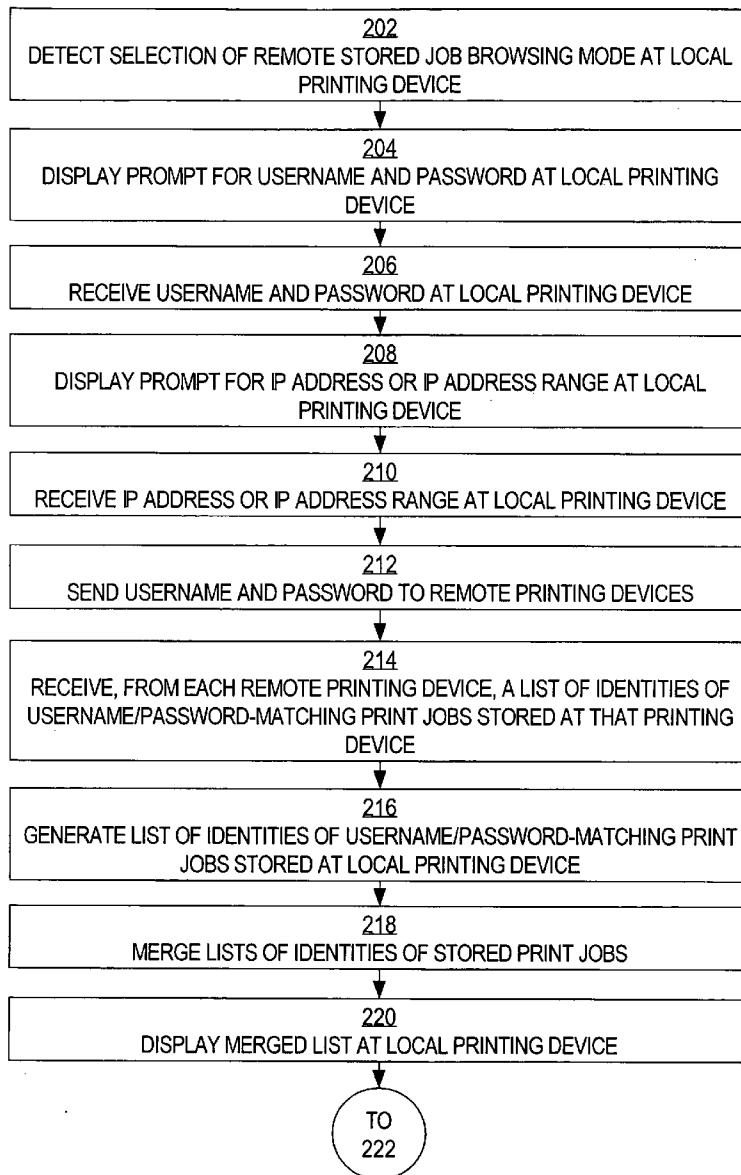 202
DETECT SELECTION OF REMOTE STORED JOB BROWSING MODE AT LOCAL
PRINTING DEVICE
204
DISPLAY PROMPT FOR USERNAME AND PASSWORD AT LOCAL PRINTING
DEVICE
206
RECEIVE USERNAME AND PASSWORD AT LOCAL PRINTING DEVICE
208
DISPLAY PROMPT FOR IP ADDRESS OR IP ADDRESS RANGE AT LOCAL
PRINTING DEVICE
210
RECEIVE IP ADDRESS OR IP ADDRESS RANGE AT LOCAL PRINTING DEVICE
212
SEND USERNAME AND PASSWORD TO REMOTE PRINTING DEVICES
214
RECEIVE, FROM EACH REMOTE PRINTING DEVICE, A LIST OF IDENTITIES OF
USERNAME/PASSWORD-MATCHING PRINT JOBS STORED AT THAT PRINTING
DEVICE
216
GENERATE LIST OF IDENTITIES OF USERNAME/PASSWORD-MATCHING PRINT
JOBS STORED AT LOCAL PRINTING DEVICE
218
MERGE LISTS OF IDENTITIES OF STORED PRINT JOBS
220
DISPLAY MERGED LIST AT LOCAL PRINTING DEVICE
TO
222